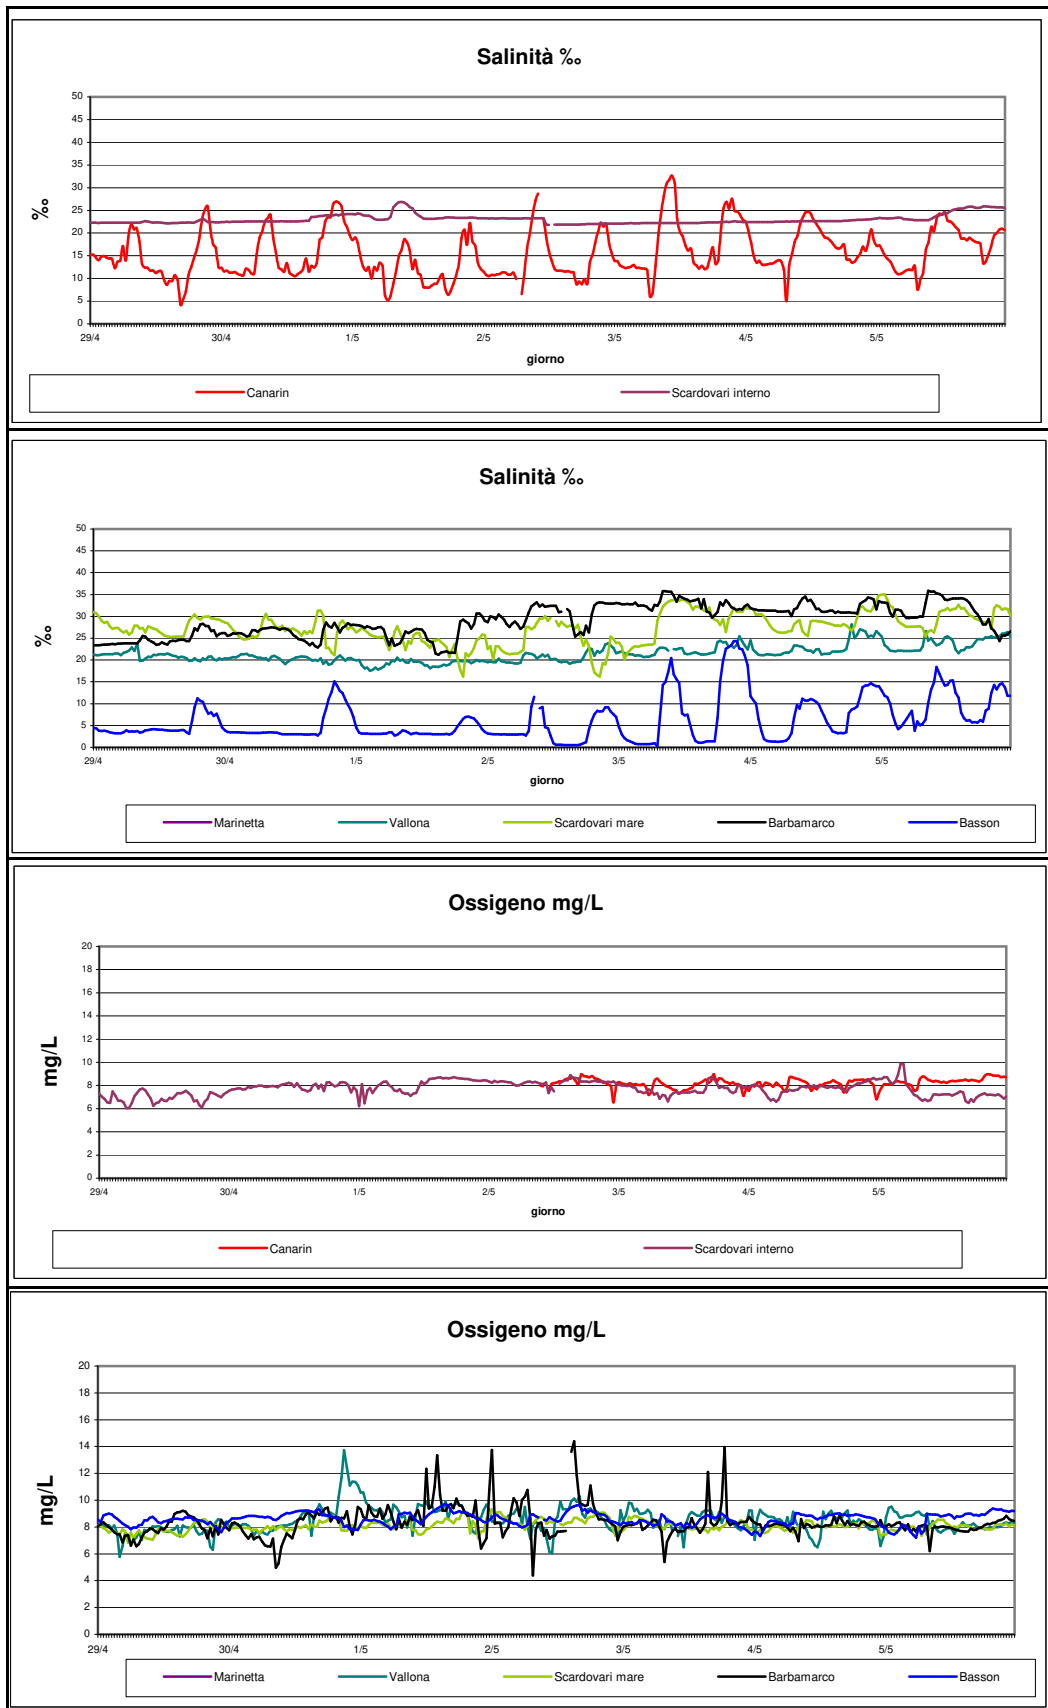 Salinità ‰
50
45
40
35
30
25
20
15
10
5
0
‰
29/4 30/4 1/5 2/5 3/5 4/5 5/5
giorno
Canarin Scardovari interno
Salinità ‰
50
45
40
35
30
25
20
15
10
5
0
‰
29/4 30/4 1/5 2/5 3/5 4/5 5/5
giorno
Marinetta Vallona Scardovari mare Barbamarco Basson
Ossigeno mg/L
20
18
16
14
12
10
8
6
4
2
0
mg/L
29/4 30/4 1/5 2/5 3/5 4/5 5/5
giorno
Canarin Scardovari interno
Ossigeno mg/L
20
18
16
14
12
10
8
6
4
2
0
mg/L
29/4 30/4 1/5 2/5 3/5 4/5 5/5
Marinetta Vallona Scardovari mare Barbamarco Basson